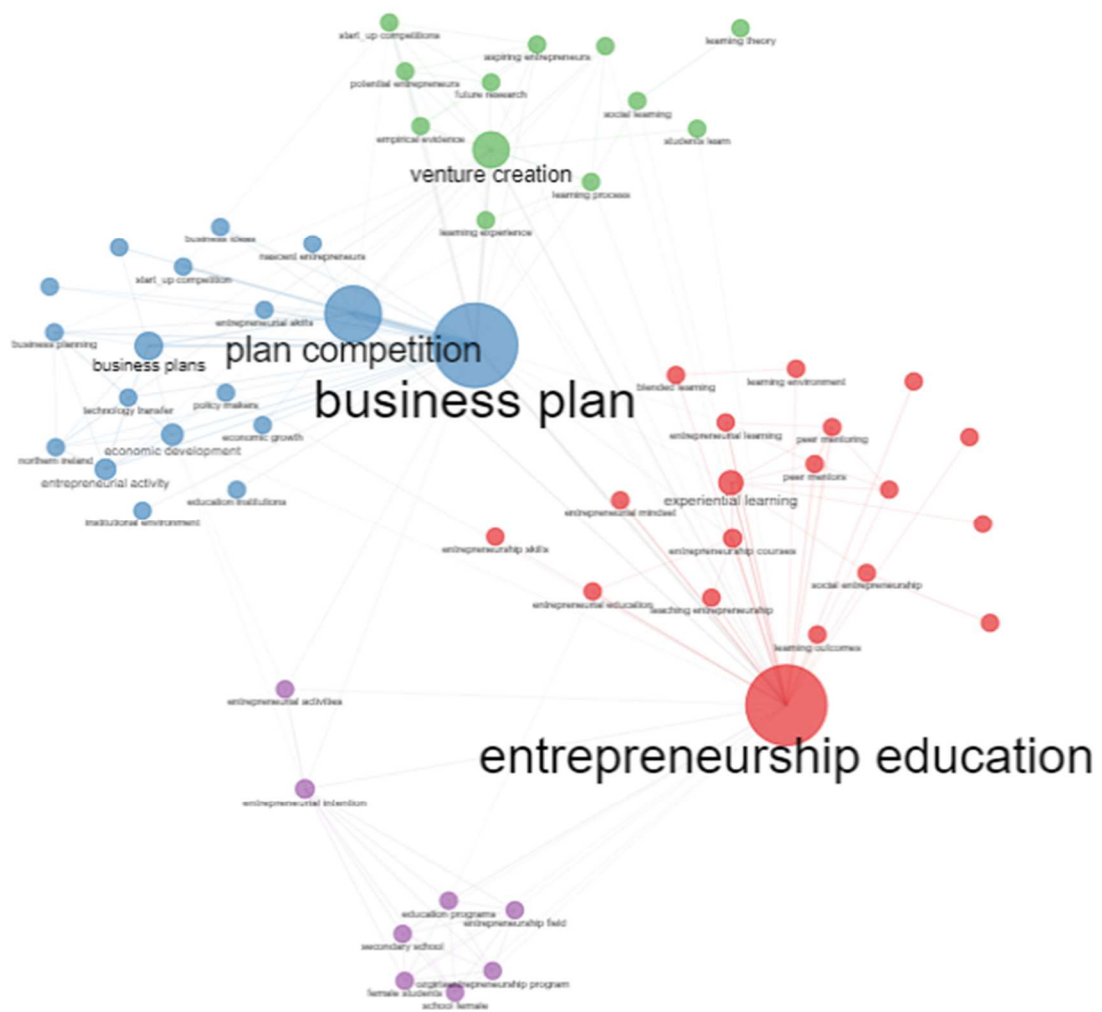 start_up competitions
aspiring entrepreneurs
learning theory
potential entrepreneurs
future research
social learning
empirical evidence
students learn
venture creation
learning process
learning experience
business ideas
nascent entrepreneurs
start_up competition
entrepreneurial skills
business planning
business plans
plan competition
business plan
technology transfer
policy makers
economic growth
economic development
northern ireland
entrepreneurial activity
education institutions
institutional environment
blended learning
learning environment
entrepreneurial learning
peer mentoring
peer mentors
experiential learning
entrepreneurial mindset
entrepreneurship skills
entrepreneurship courses
social entrepreneurship
entrepreneurial education
teaching entrepreneurship
learning outcomes
entrepreneurship education
entrepreneurial activities
entrepreneurial intention
education programs
entrepreneurship field
secondary school
entrepreneurship program
female students
school female